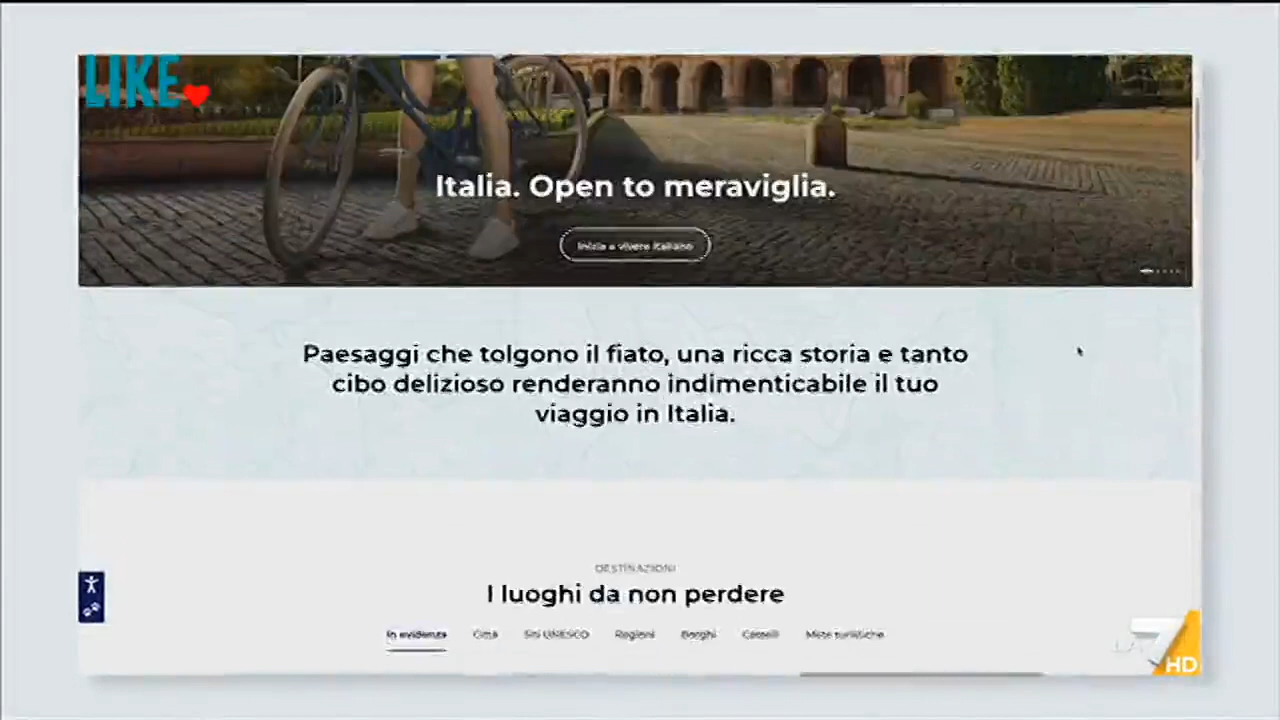 LIKE
Italia. Open to meraviglia.
Inizia a vivere italiano
Paesaggi che tolgono il fiato, una ricca storia e tanto
cibo delizioso renderanno indimenticabile il tuo
viaggio in Italia.
DESTINAZIONI
I luoghi da non perdere
In evidenza Città Siti UNESCO Regioni Borghi Castelli Mete turistiche
LA7
HD